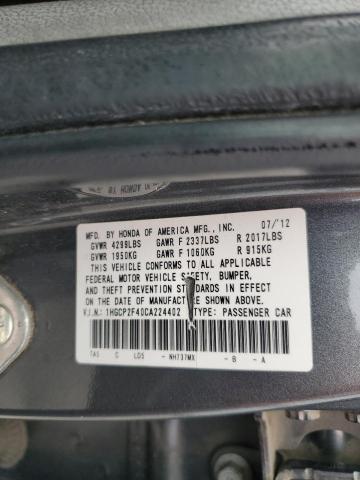 MFD. BY HONDA OF AMERICA MFG., INC. 07/12
GVWR 4299LBS GAWR F 2337LBS R 2017LBS
GVWR 1950KG GAWR F 1060KG R 915KG
THIS VEHICLE CONFORMS TO ALL APPLICABLE
FEDERAL MOTOR VEHICLE SAFETY, BUMPER,
AND THEFT PREVENTION STANDARDS IN EFFECT
ON THE DATE OF MANUFACTURE SHOWN ABOVE.
V.I.N.: 1HGCP2F40CA224402 TYPE: PASSENGER CAR
TA5 C LD5 - NH737MX - B - A